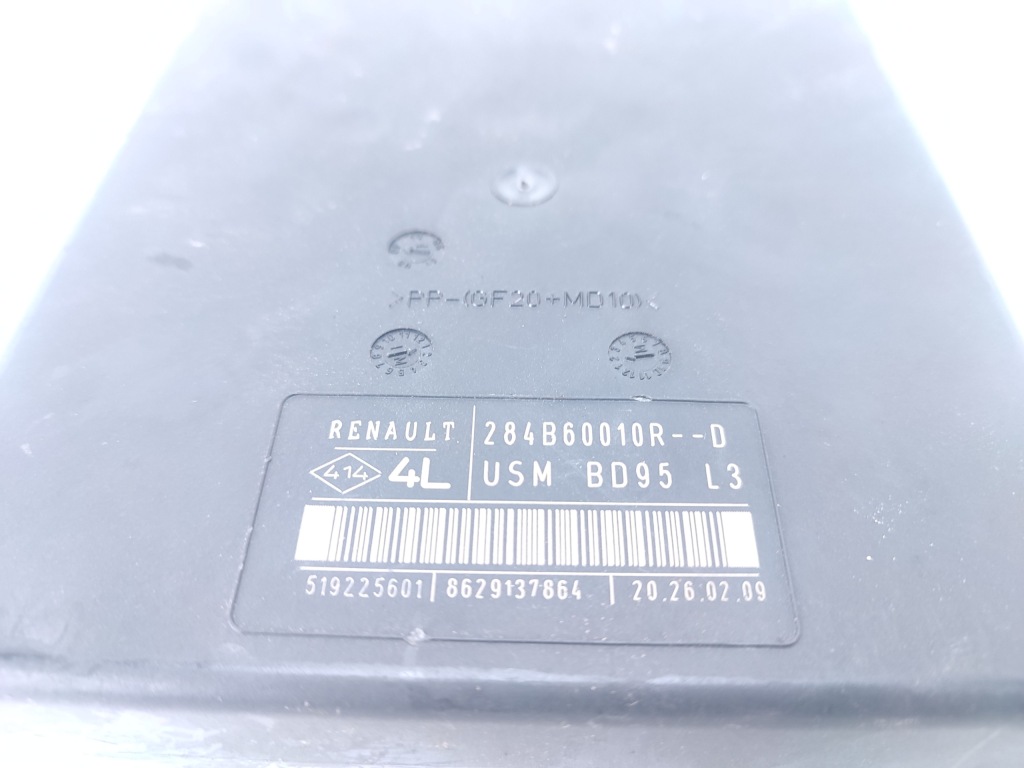 >PP-(GF20+MD10)<
RENAULT 284B60010R--D
414 4L USM BD95 L3
519225601 8629137864 20.26.02.09